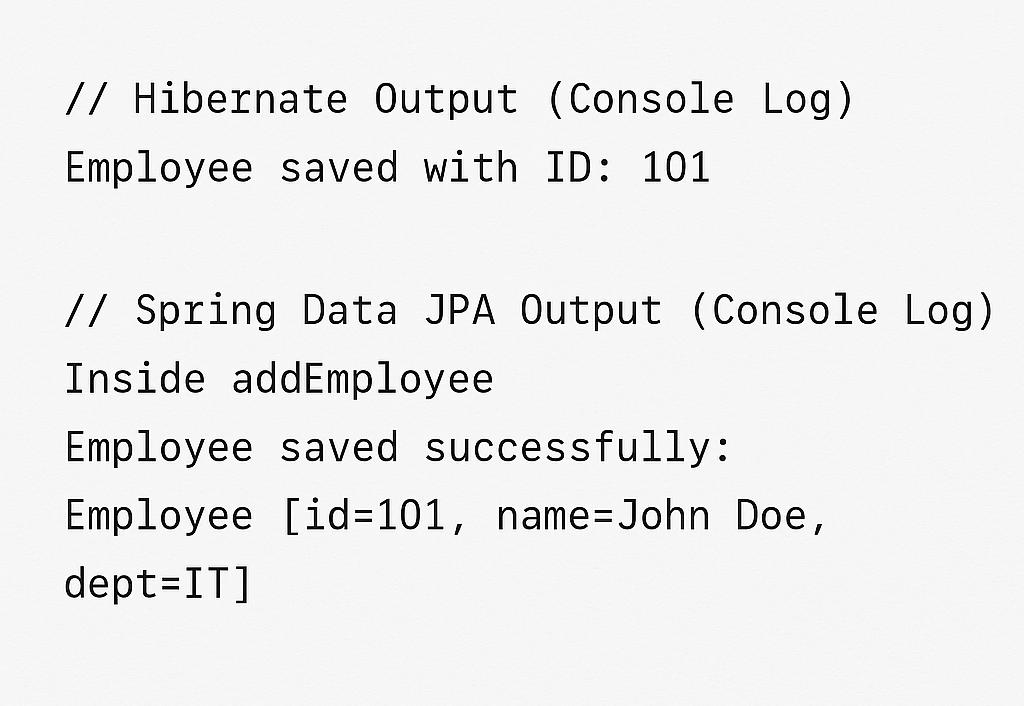 // Hibernate Output (Console Log)
Employee saved with ID: 101
// Spring Data JPA Output (Console Log)
Inside addEmployee
Employee saved successfully:
Employee [id=101, name=John Doe,
dept=IT]